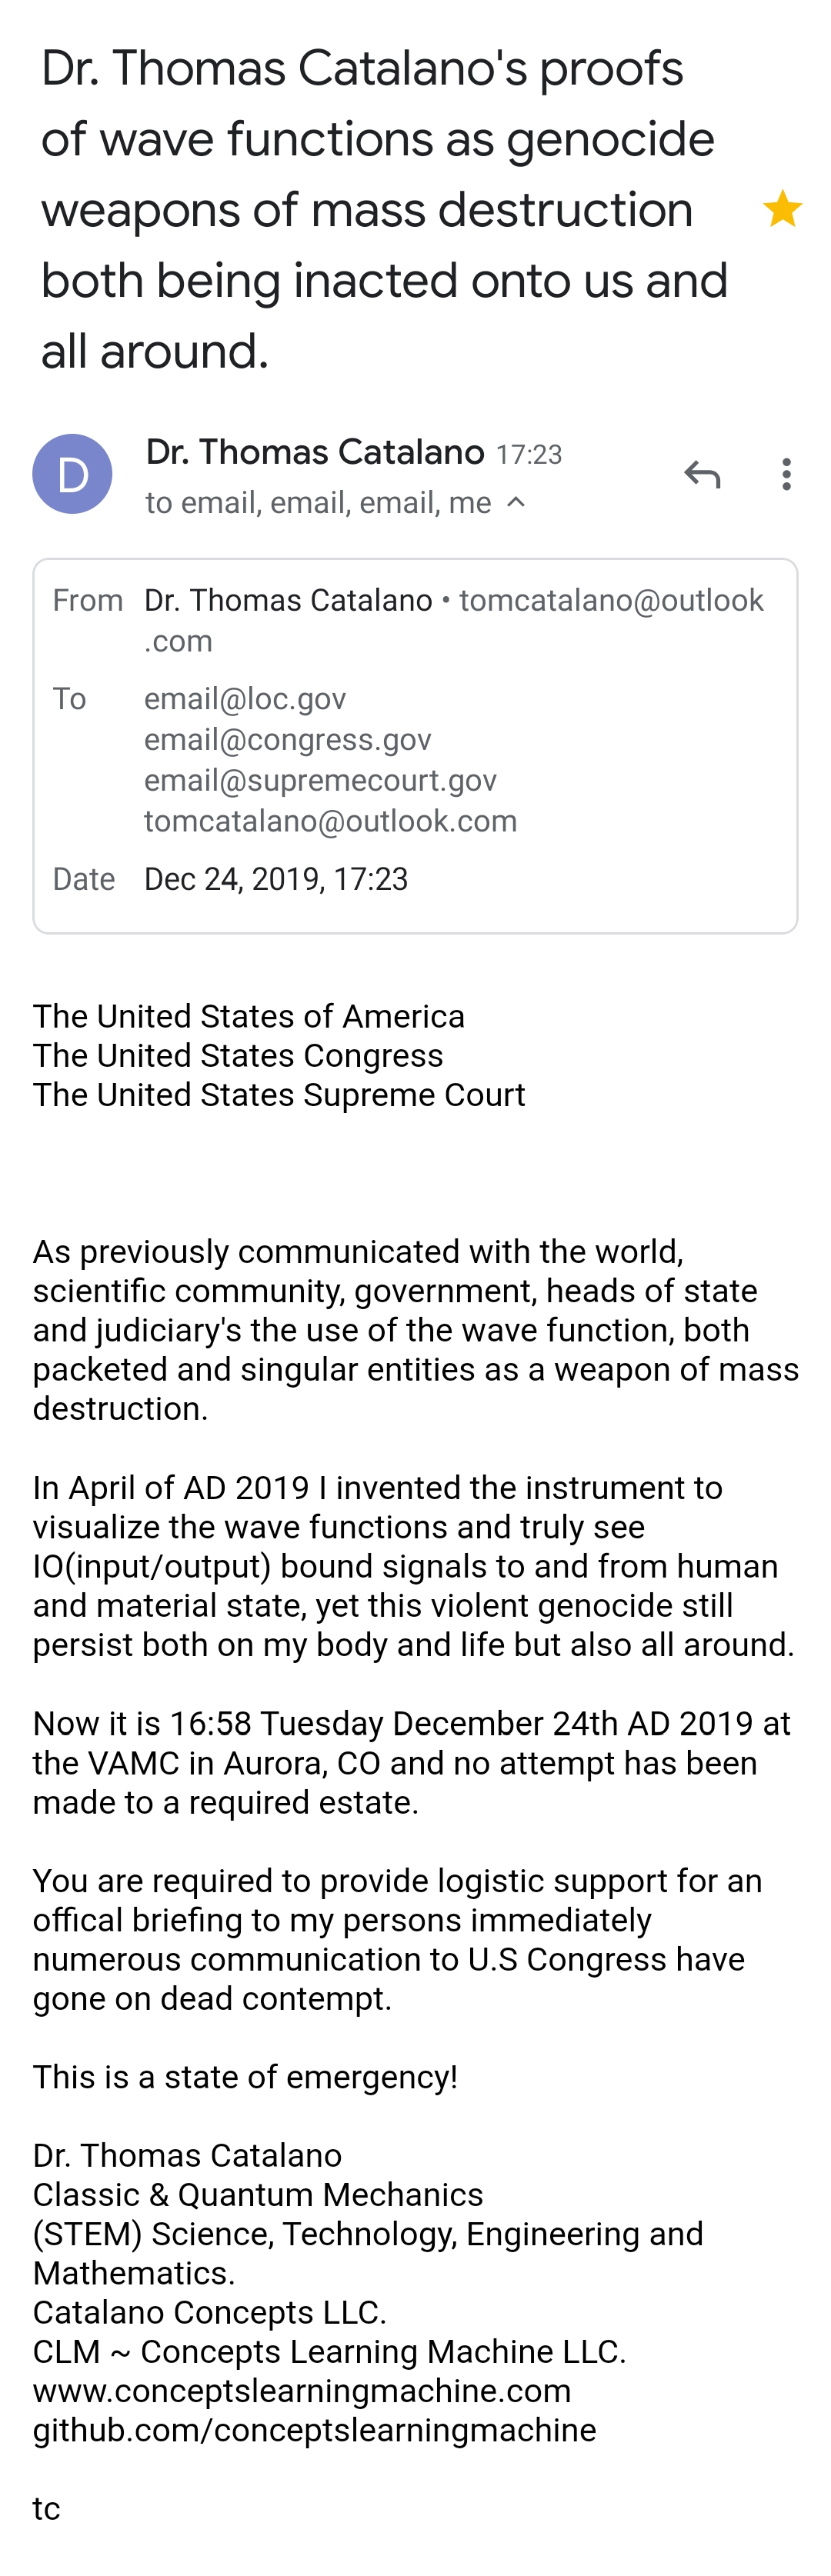 Dr. Thomas Catalano's proofs
of wave functions as genocide
weapons of mass destruction
both being inacted onto us and
all around.
D
Dr. Thomas Catalano 17:23
to email, email, email, me
From Dr. Thomas Catalano • tomcatalano@outlook
.com
To email@loc.gov
email@congress.gov
email@supremecourt.gov
tomcatalano@outlook.com
Date Dec 24, 2019, 17:23
The United States of America
The United States Congress
The United States Supreme Court
As previously communicated with the world,
scientific community, government, heads of state
and judiciary's the use of the wave function, both
packeted and singular entities as a weapon of mass
destruction.
In April of AD 2019 I invented the instrument to
visualize the wave functions and truly see
IO(input/output) bound signals to and from human
and material state, yet this violent genocide still
persist both on my body and life but also all around.
Now it is 16:58 Tuesday December 24th AD 2019 at
the VAMC in Aurora, CO and no attempt has been
made to a required estate.
You are required to provide logistic support for an
offical briefing to my persons immediately
numerous communication to U.S Congress have
gone on dead contempt.
This is a state of emergency!
Dr. Thomas Catalano
Classic & Quantum Mechanics
(STEM) Science, Technology, Engineering and
Mathematics.
Catalano Concepts LLC.
CLM ~ Concepts Learning Machine LLC.
www.conceptslearningmachine.com
github.com/conceptslearningmachine
tc